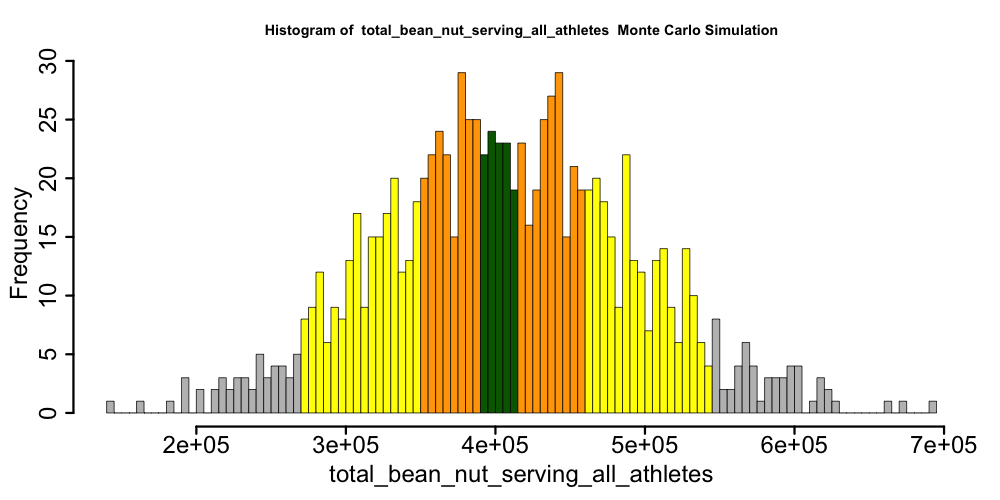 Histogram of total_bean_nut_serving_all_athletes Monte Carlo Simulation
30
25
20
15
10
5
0
Frequency
2e+05 3e+05 4e+05 5e+05 6e+05 7e+05
total_bean_nut_serving_all_athletes